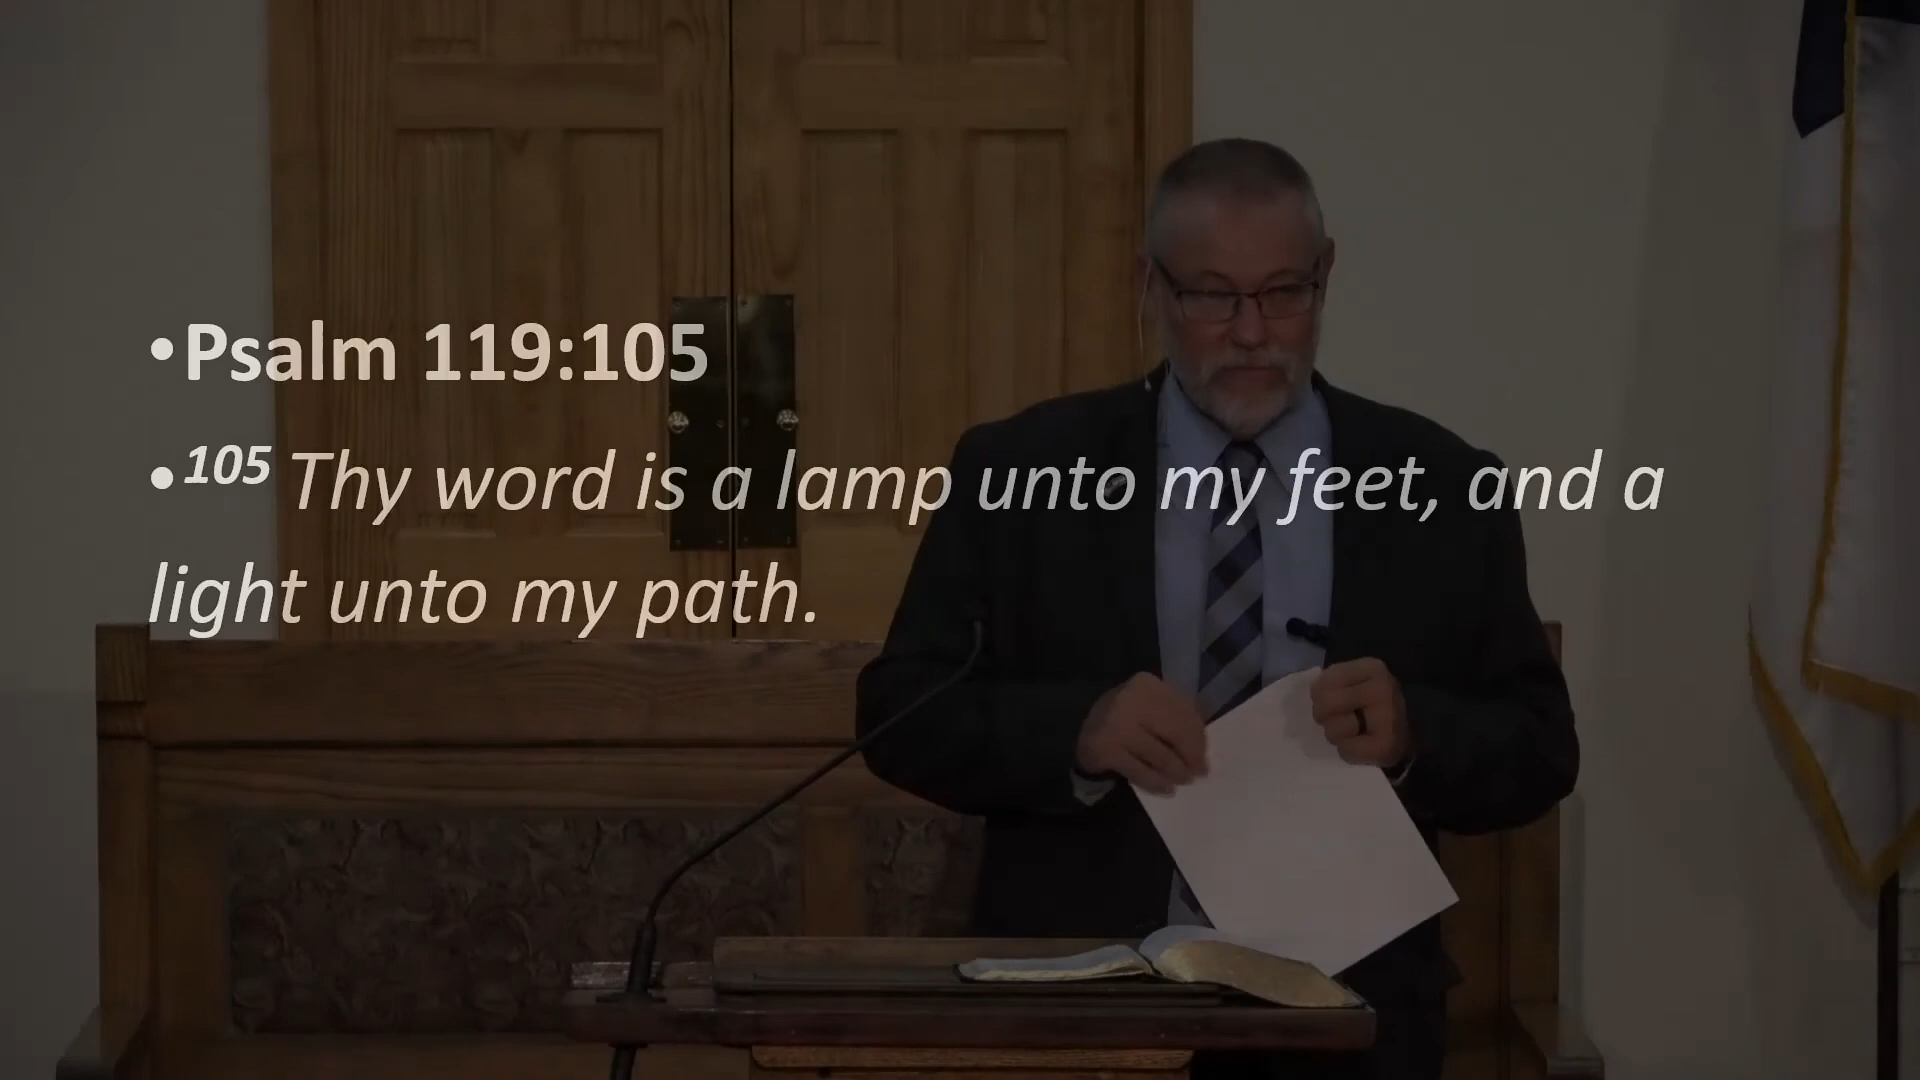 •Psalm 119:105
•105 Thy word is a lamp unto my feet, and a
light unto my path.